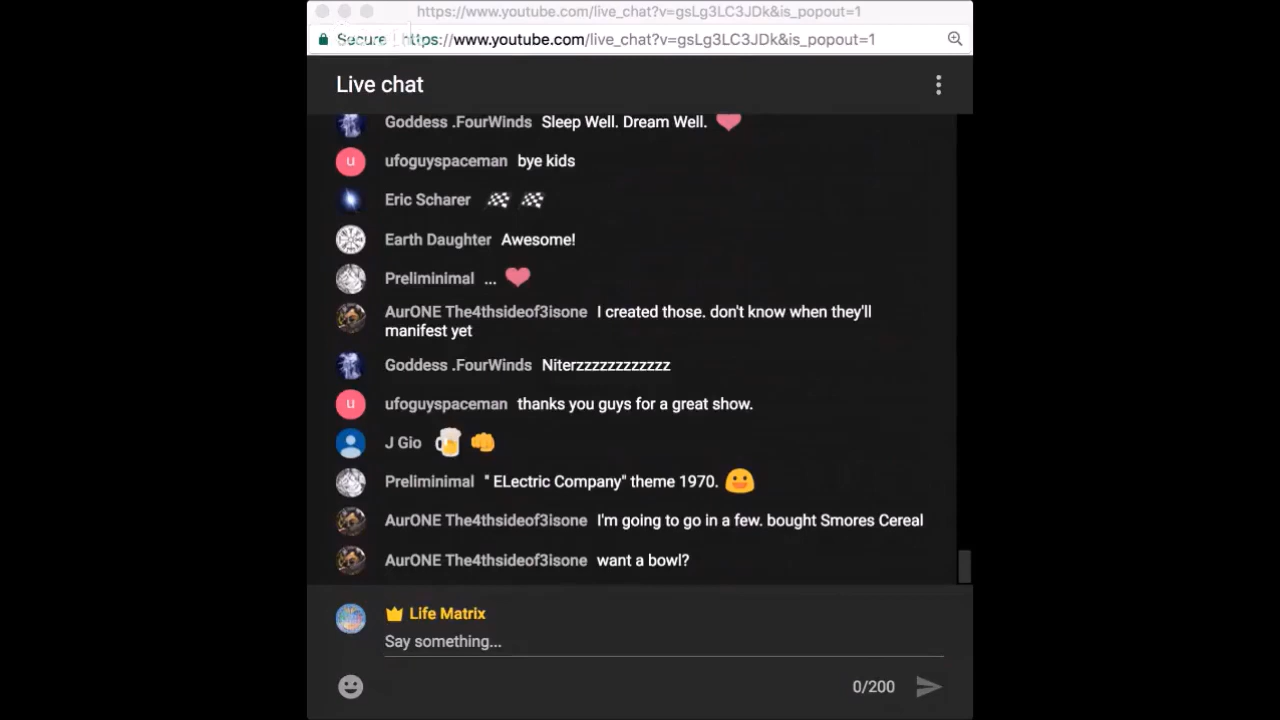 https://www.youtube.com/live_chat?v=gsLg3LC3JDk&is_popout=1
Secure https://www.youtube.com/live_chat?v=gsLg3LC3JDk&is_popout=1
Live chat
Goddess .FourWinds Sleep Well. Dream Well.
u ufoguyspaceman bye kids
Eric Scharer
Earth Daughter Awesome!
Preliminimal ...
AurONE The4thsideof3isone I created those. don't know when they'll
manifest yet
Goddess .FourWinds Niterzzzzzzzzzzzz
u ufoguyspaceman thanks you guys for a great show.
J Gio
Preliminimal " ELectric Company" theme 1970.
AurONE The4thsideof3isone I'm going to go in a few. bought Smores Cereal
AurONE The4thsideof3isone want a bowl?
Life Matrix
Say something...
0/200